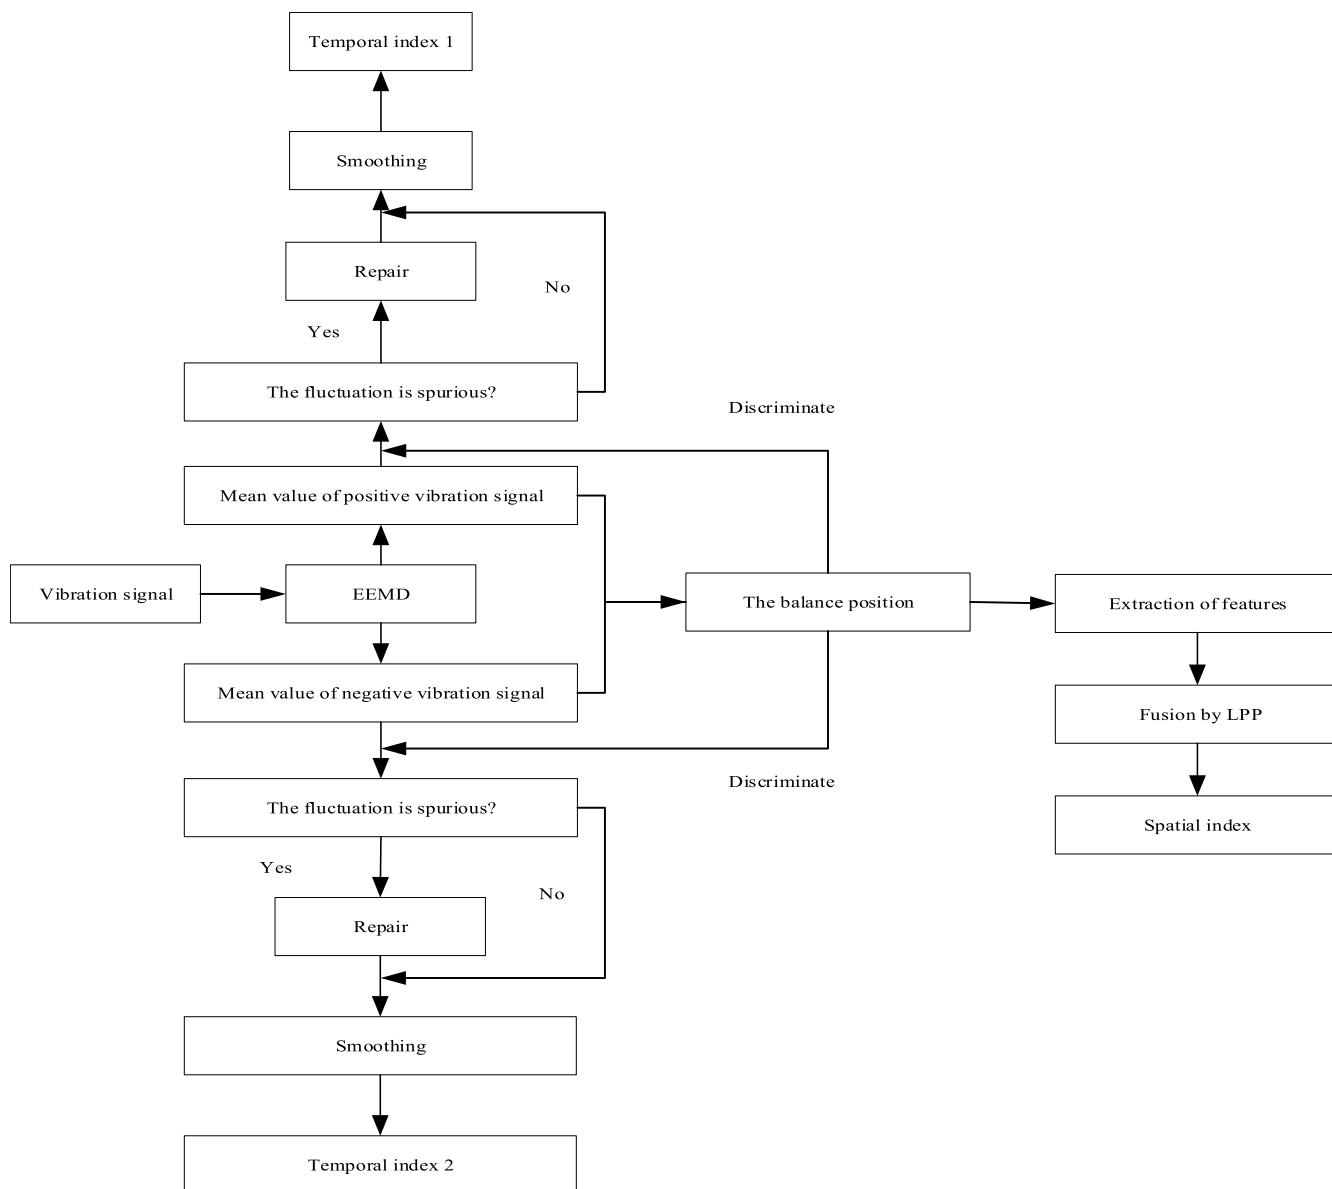 Temporal index 1
Smoothing
Repair
No
Yes
The fluctuation is spurious?
Discriminate
Mean value of positive vibration signal
Vibration signal
EEMD
The balance position
Extraction of features
Mean value of negative vibration signal
Fusion by LPP
Discriminate
The fluctuation is spurious?
Spatial index
Yes
No
Repair
Smoothing
Temporal index 2